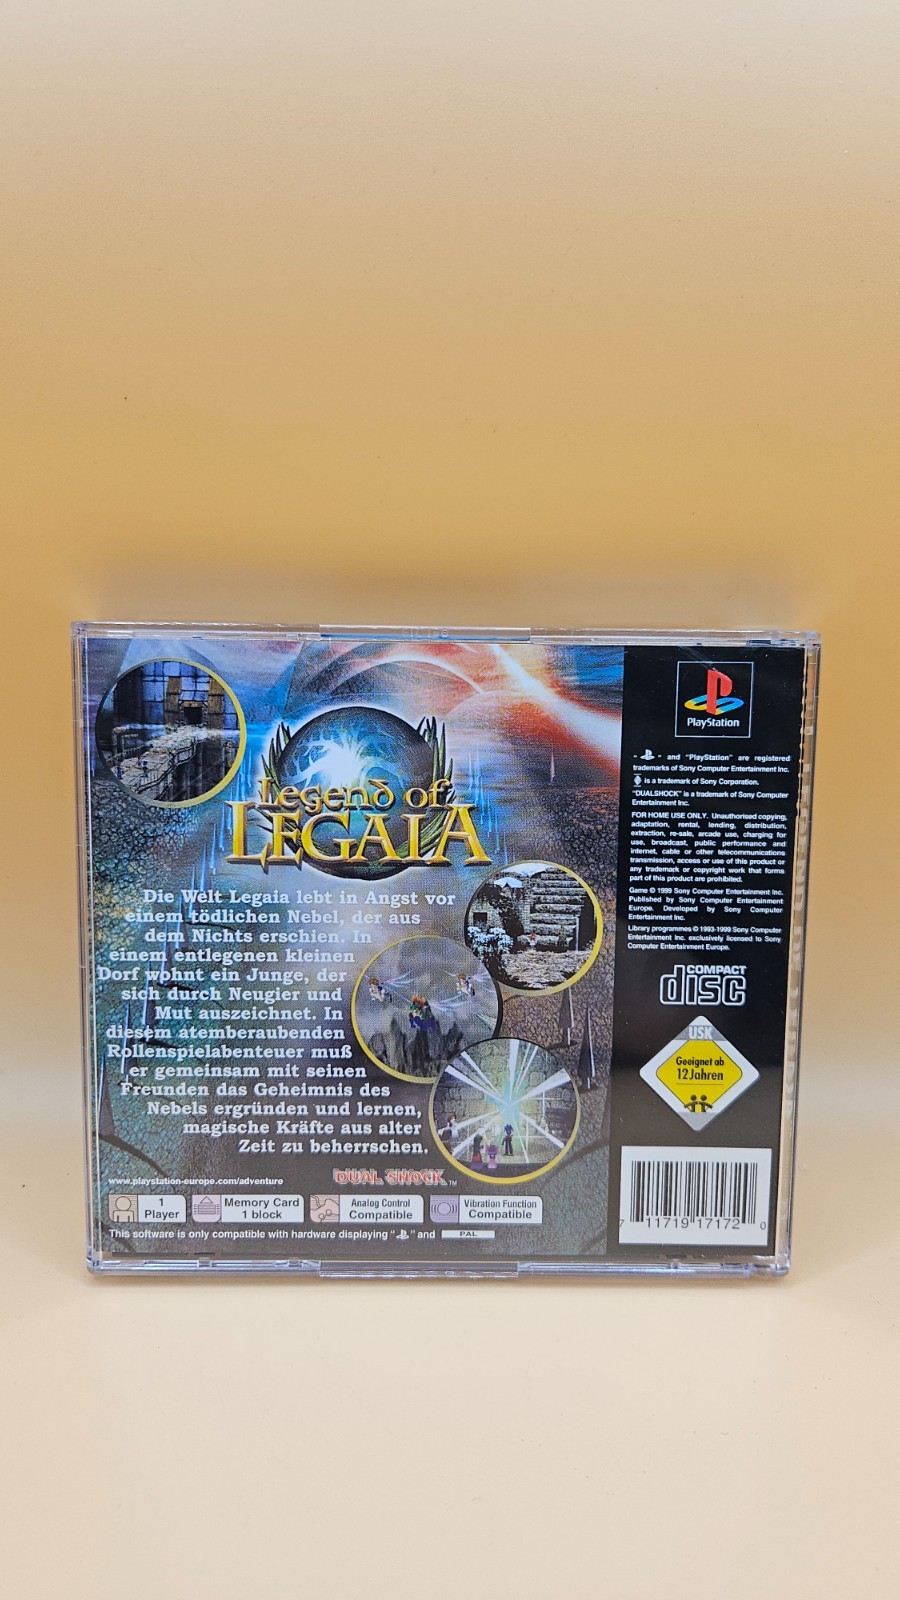 Legend of
LEGAIA
Die Welt Legaia lebt in Angst vor
einem tödlichen Nebel, der aus
dem Nichts erschien. In
einem entlegenen kleinen
Dorf wohnt ein Junge, der
sich durch Neugier und
Mut auszeichnet. In
diesem atemberaubenden
Rollenspielabenteuer muß
er gemeinsam mit seinen
Freunden das Geheimnis des
Nebels ergründen und lernen,
magische Kräfte aus alter
Zeit zu beherrschen.
www.playstation-europe.com/adventure
DUAL SHOCK™
1
Player
Memory Card
1 block
Analog Control
Compatible
Vibration Function
Compatible
This software is only compatible with hardware displaying " " and PAL
PlayStation
" " and "PlayStation" are registered
trademarks of Sony Computer Entertainment Inc.
is a trademark of Sony Corporation.
"DUALSHOCK" is a trademark of Sony Computer
Entertainment Inc.
FOR HOME USE ONLY. Unauthorised copying,
adaptation, rental, lending, distribution,
extraction, re-sale, arcade use, charging for
use, broadcast, public performance and
internet, cable or other telecommunications
transmission, access or use of this product or
any trademark or copyright work that forms
part of this product are prohibited.
Game © 1999 Sony Computer Entertainment Inc.
Published by Sony Computer Entertainment
Europe. Developed by Sony Computer
Entertainment Inc.
Library programmes © 1993-1999 Sony Computer
Entertainment Inc. exclusively licensed to Sony
Computer Entertainment Europe.
COMPACT
disc
USK
Geeignet ab
12 Jahren
7 11719 17172 0